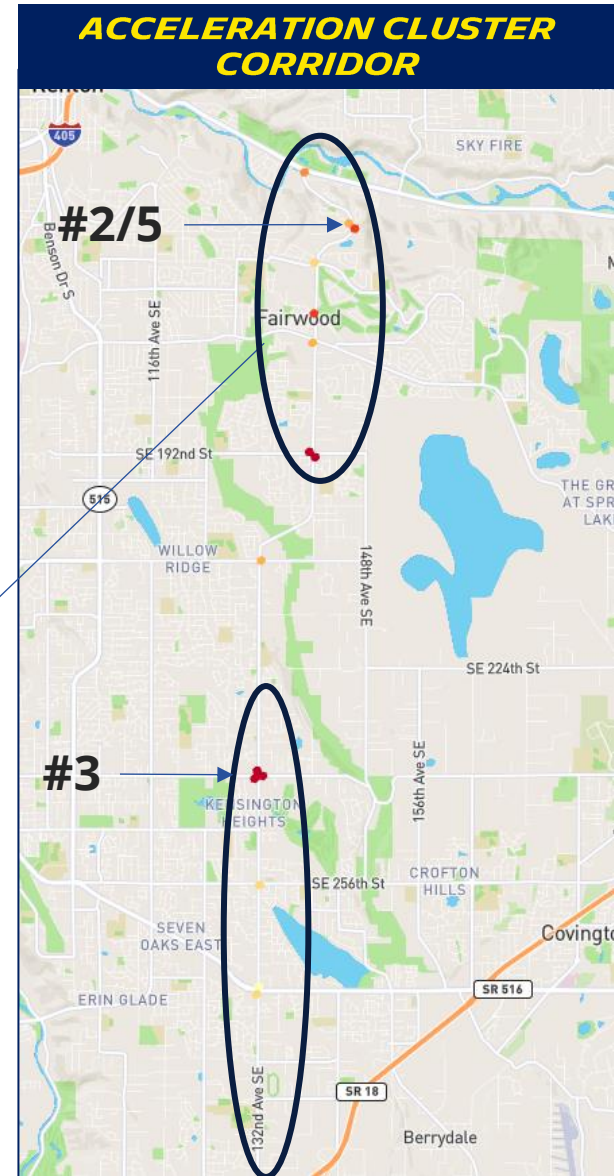 ACCELERATION CLUSTER
CORRIDOR
Renton
405
SKY FIRE
#2/5
Benson Dr S
116th Ave SE
Fairwood
SE 192nd St
515
THE GR
AT SPR
LAK
WILLOW
RIDGE
148th Ave SE
SE 224th St
#3
156th Ave SE
KENSINGTON
HEIGHTS
SE 256th St
CROFTON
HILLS
SEVEN
OAKS EAST
Covingto
SR 516
ERIN GLADE
132nd Ave SE
SR 18
Berrydale